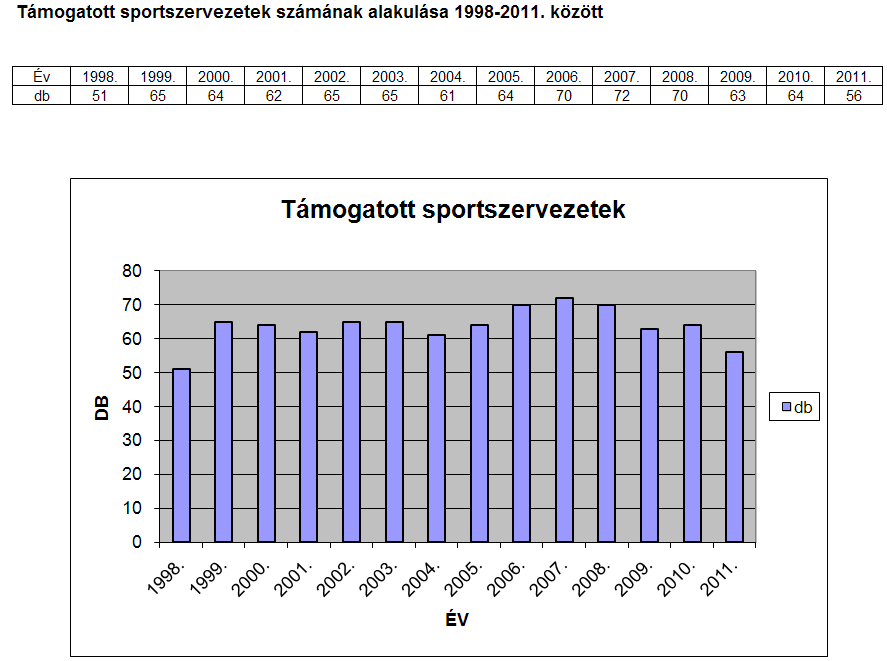 Támogatott sportszervezetek számának alakulása 1998-2011. között
Év 1998. 1999. 2000. 2001. 2002. 2003. 2004. 2005. 2006. 2007. 2008. 2009. 2010. 2011.
db 51 65 64 62 65 65 61 64 70 72 70 63 64 56
Támogatott sportszervezetek
80
70
60
50
40
30
20
10
0
DB
db
1998. 1999. 2000. 2001. 2002. 2003. 2004. 2005. 2006. 2007. 2008. 2009. 2010. 2011.
ÉV